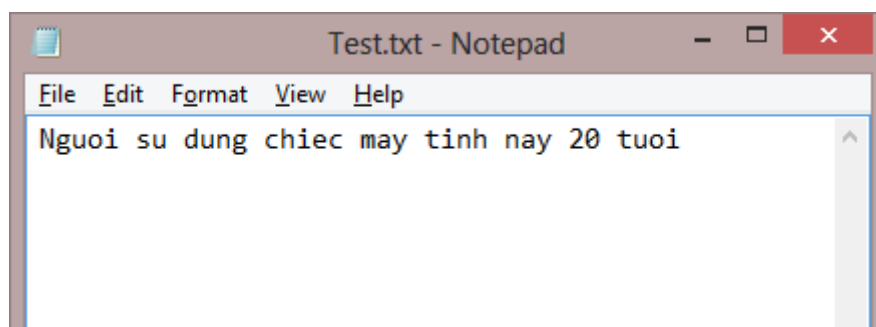 Test.txt - Notepad
File Edit Format View Help
Nguoi su dung chiec may tinh nay 20 tuoi